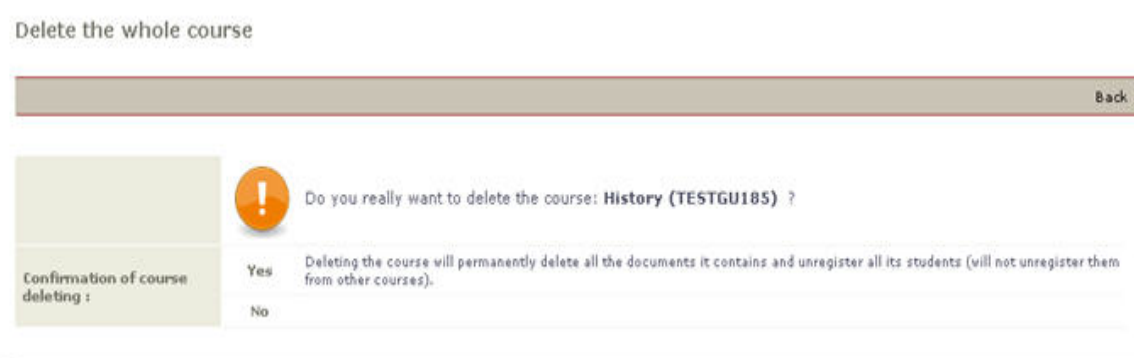 Delete the whole course
Back
Do you really want to delete the course: History (TESTGU185) ?
Confirmation of course
deleting :
Yes
Deleting the course will permanently delete all the documents it contains and unregister all its students (will not unregister them
from other courses).
No